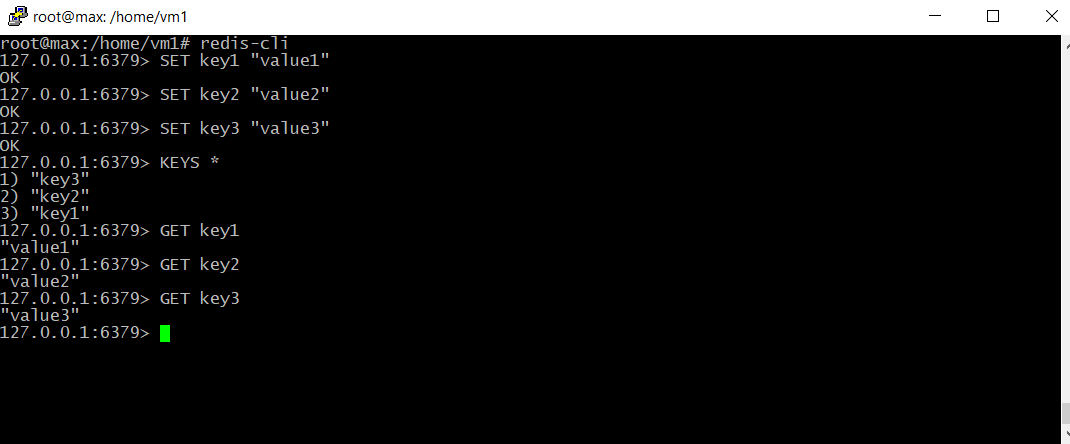 root@max: /home/vm1
root@max:/home/vm1# redis-cli
127.0.0.1:6379> SET key1 "value1"
OK
127.0.0.1:6379> SET key2 "value2"
OK
127.0.0.1:6379> SET key3 "value3"
OK
127.0.0.1:6379> KEYS *
1) "key3"
2) "key2"
3) "key1"
127.0.0.1:6379> GET key1
"value1"
127.0.0.1:6379> GET key2
"value2"
127.0.0.1:6379> GET key3
"value3"
127.0.0.1:6379>